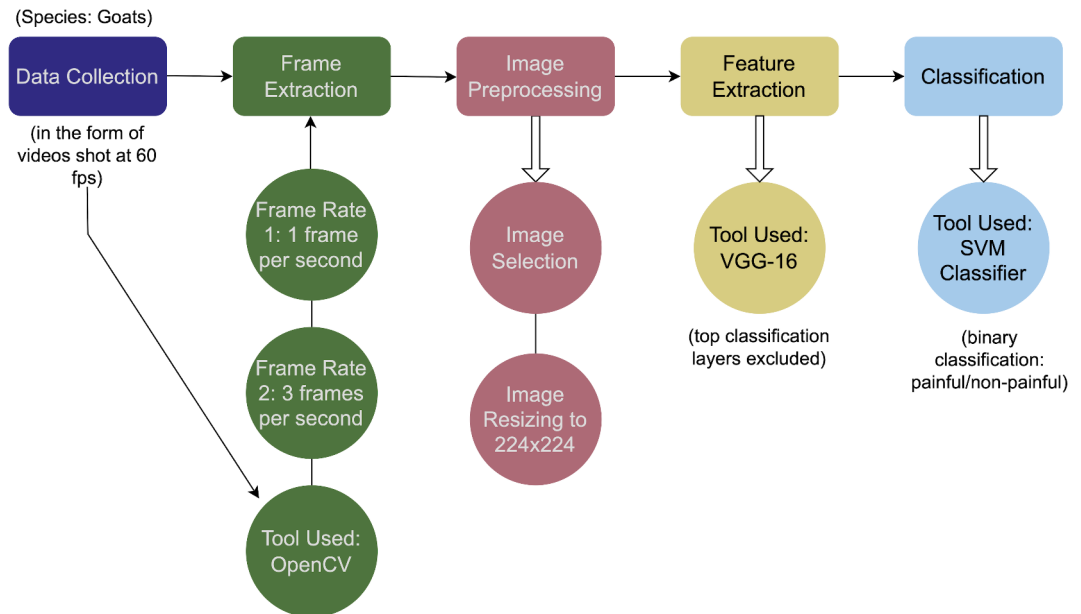 (Species: Goats)
Data Collection
(in the form of
videos shot at 60
fps)
Frame
Extraction
Frame Rate
1: 1 frame
per second
Frame Rate
2: 3 frames
per second
Tool Used:
OpenCV
Image
Preprocessing
Image
Selection
Image
Resizing to
224x224
Feature
Extraction
Tool Used:
VGG-16
(top classification
layers excluded)
Classification
Tool Used:
SVM
Classifier
(binary
classification:
painful/non-painful)